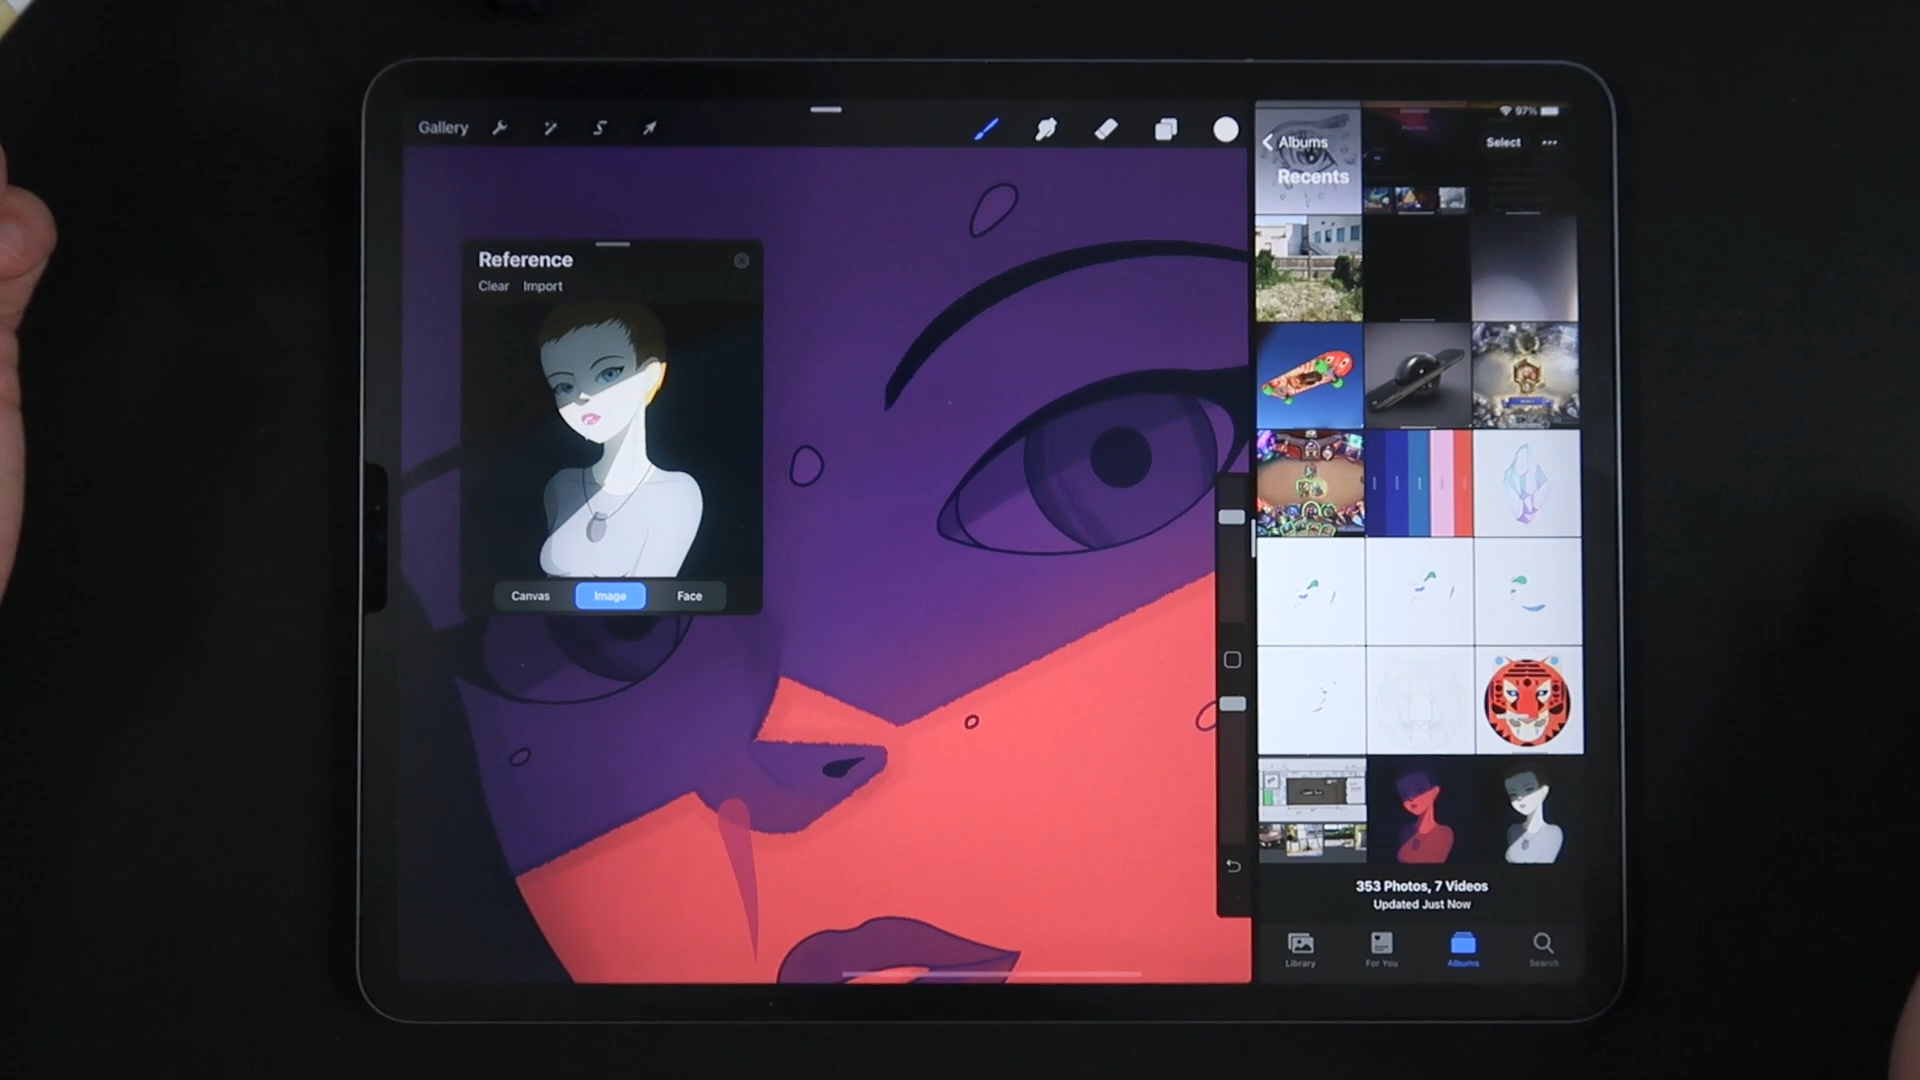 Gallery
Reference
Clear Import
Canvas Image Face
97%
Albums
Select
Recents
353 Photos, 7 Videos
Updated Just Now
Library For You Albums Search